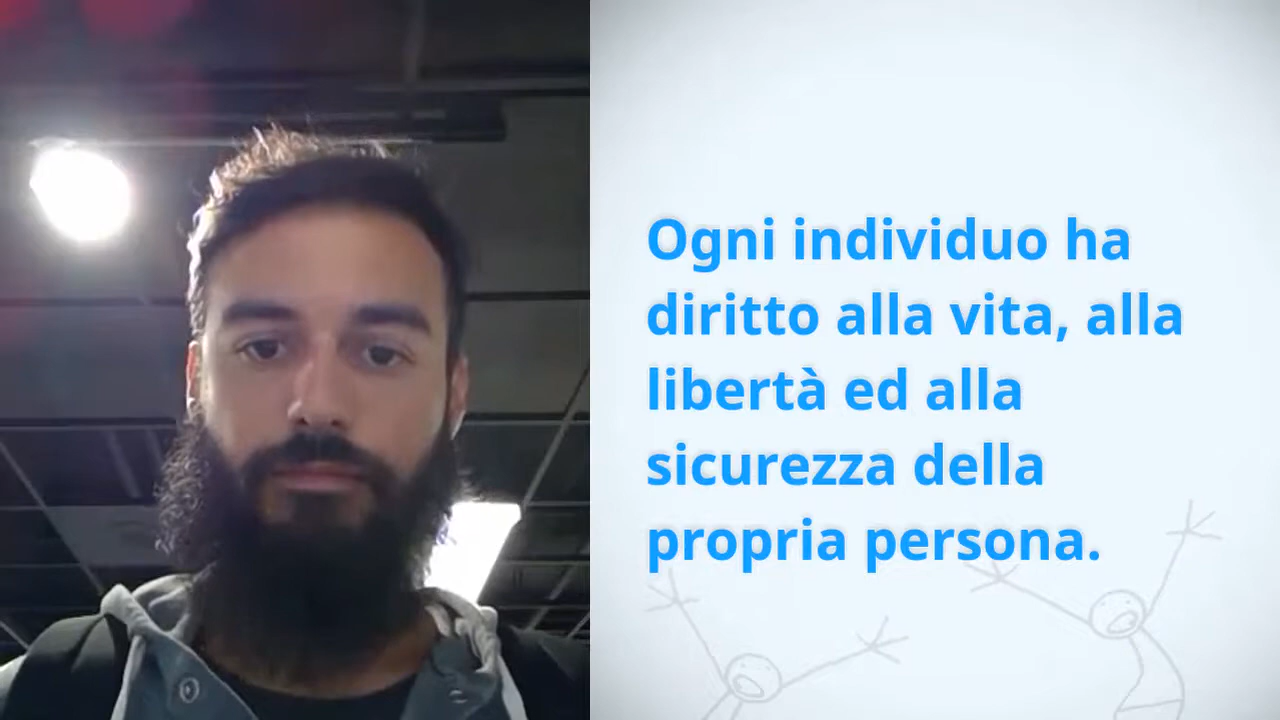 Ogni individuo ha
diritto alla vita, alla
libertà ed alla
sicurezza della
propria persona.